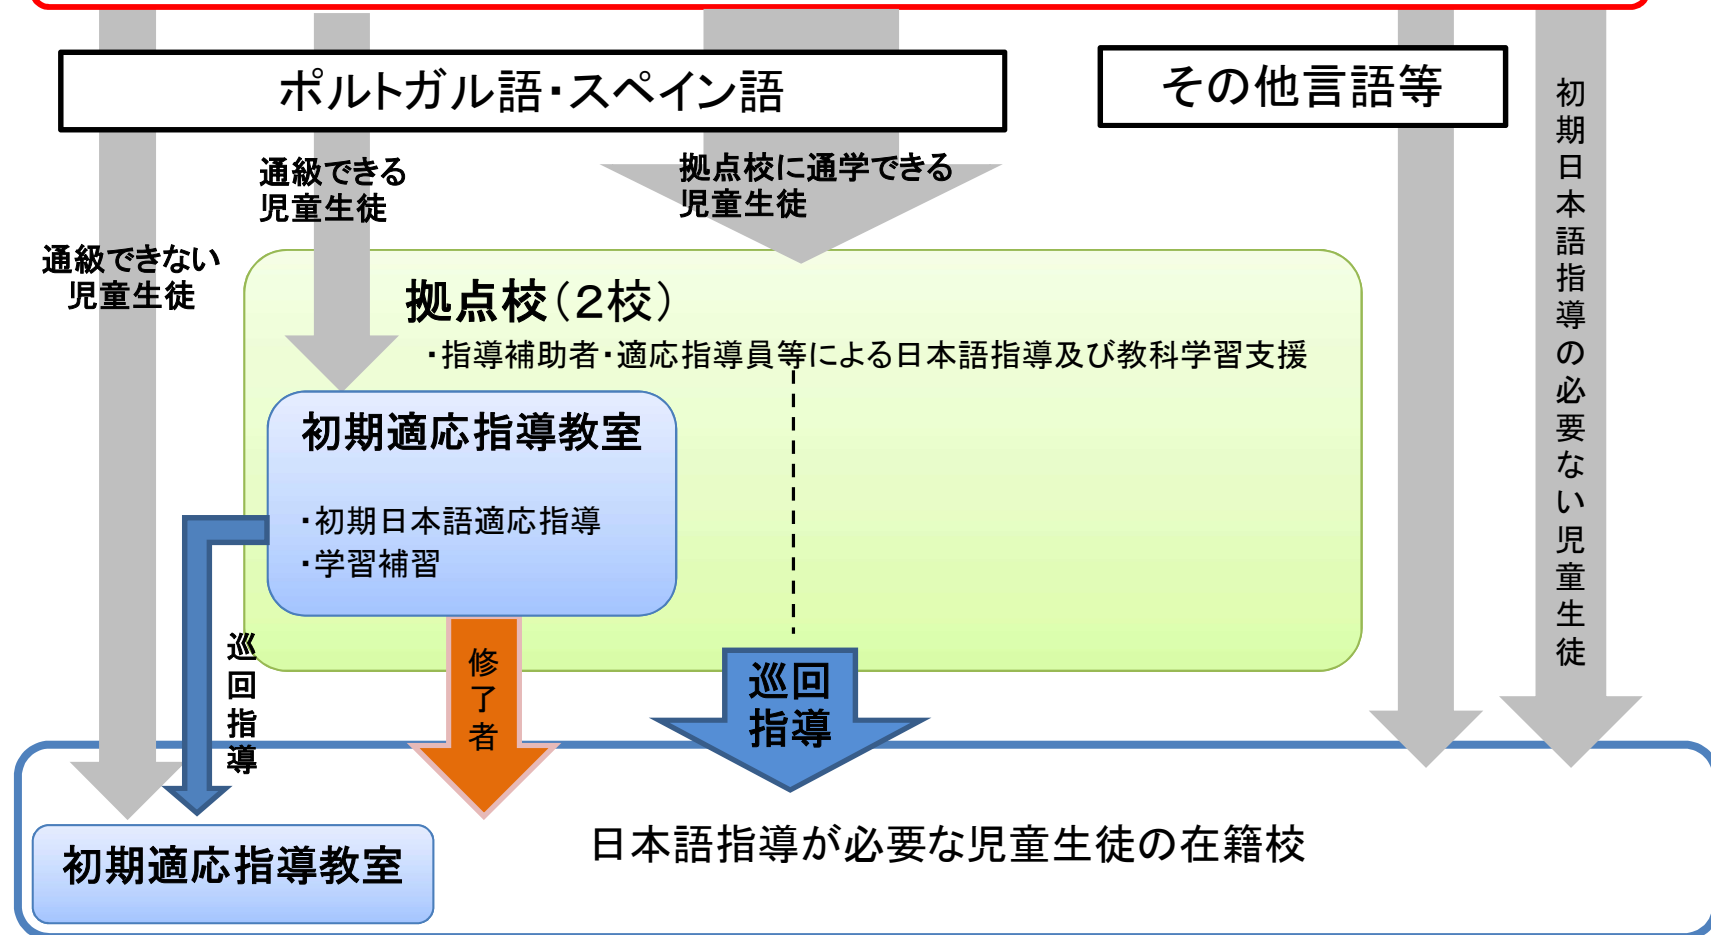 ポルトガル語・スペイン語
その他言語等
通級できる
児童生徒
拠点校に通学できる
児童生徒
通級できない
児童生徒
初期日本語指導の必要ない児童生徒
拠点校（２校）
・指導補助者・適応指導員等による日本語指導及び教科学習支援
初期適応指導教室
・初期日本語適応指導
・学習補習
巡回指導
修了者
巡回
指導
日本語指導が必要な児童生徒の在籍校
初期適応指導教室